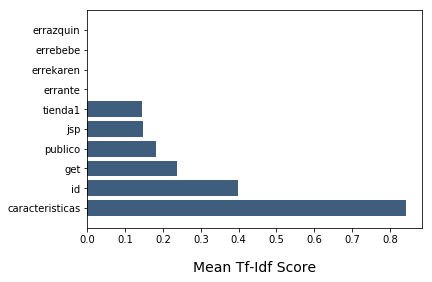 errazquin
errebebe
errekaren
errante
tienda1
jsp
publico
get
id
caracteristicas
0.0 0.1 0.2 0.3 0.4 0.5 0.6 0.7 0.8
Mean Tf-Idf Score